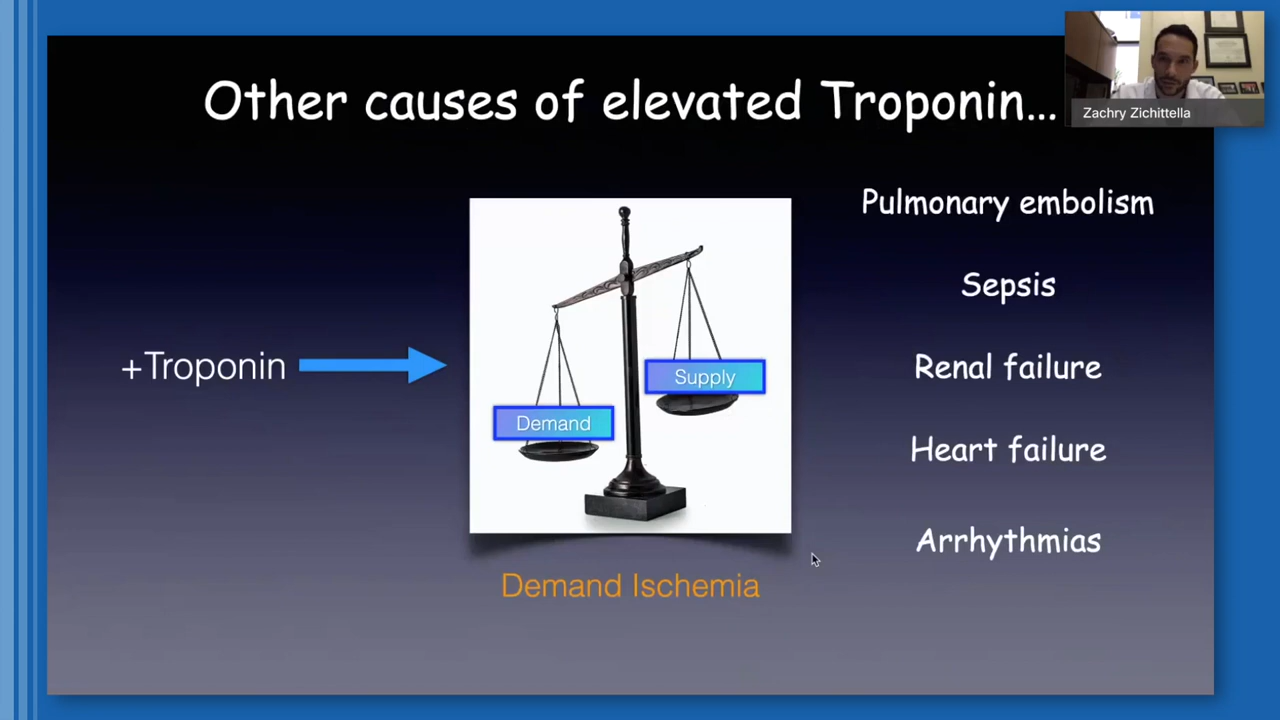 Other causes of elevated Troponin...
Zachry Zichittella
Pulmonary embolism
Sepsis
+Troponin
Supply
Renal failure
Demand
Heart failure
Arrhythmias
Demand Ischemia